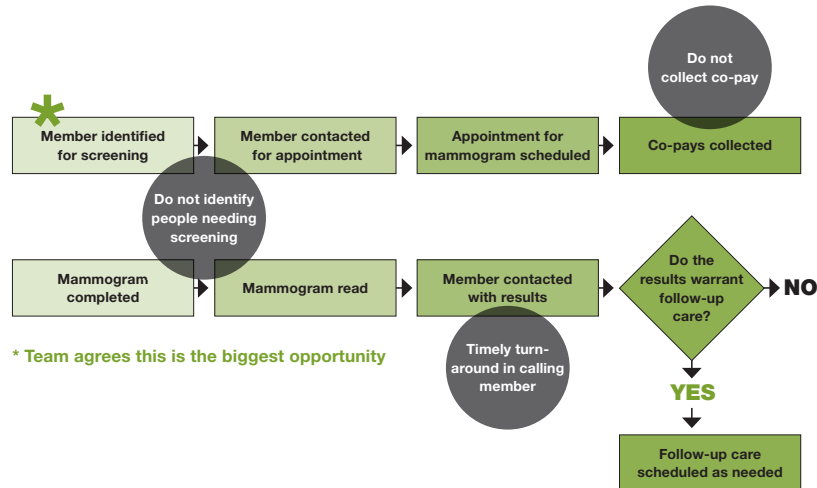 Do not
collect co-pay
*
Member identified
for screening
Member contacted
for appointment
Appointment for
mammogram scheduled
Co-pays collected
Do not identify
people needing
screening
Mammogram
completed
Mammogram read
Member contacted
with results
Do the
results warrant
follow-up
care?
NO
* Team agrees this is the biggest opportunity
Timely turn-
around in calling
member
YES
Follow-up care
scheduled as needed